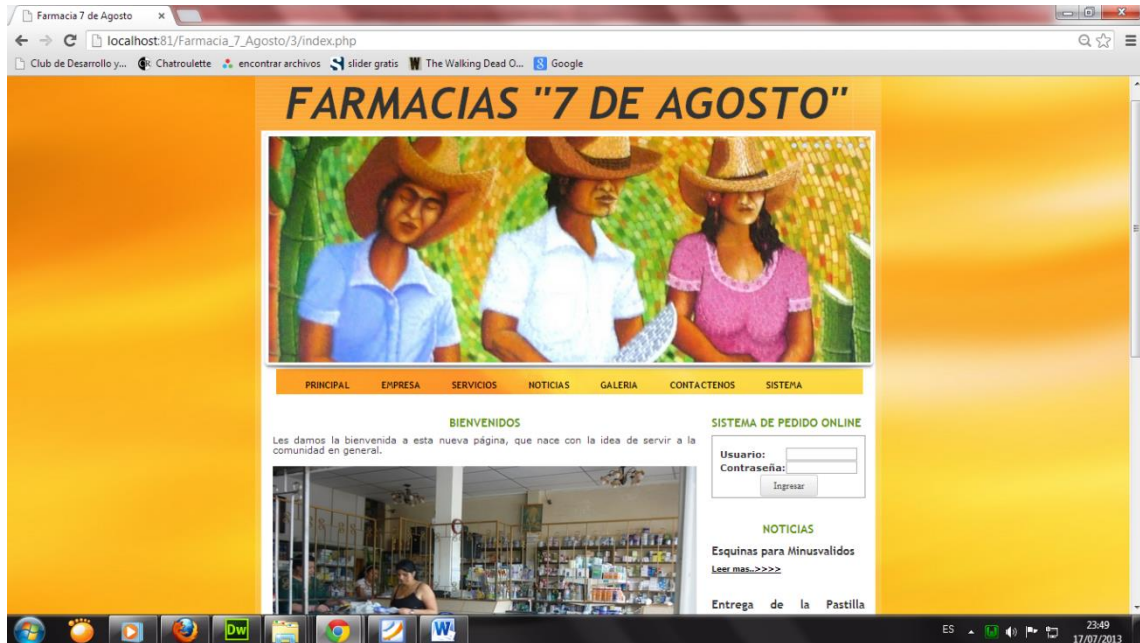 Farmacia 7 de Agosto
localhost:81/Farmacia_7_Agosto/3/index.php
Club de Desarrollo y...
Chatroulette
encontrar archivos
slider gratis
The Walking Dead O...
Google
FARMACIAS "7 DE AGOSTO"
PRINCIPAL EMPRESA SERVICIOS NOTICIAS GALERIA CONTACTENOS SISTEMA
BIENVENIDOS
Les damos la bienvenida a esta nueva página, que nace con la idea de servir a la
comunidad en general.
SISTEMA DE PEDIDO ONLINE
Usuario:
Contraseña:
Ingresar
NOTICIAS
Esquinas para Minusvalidos
Leer mas..>>>>
Entrega de la Pastilla
Dw
W
ES
23:49
17/07/2013